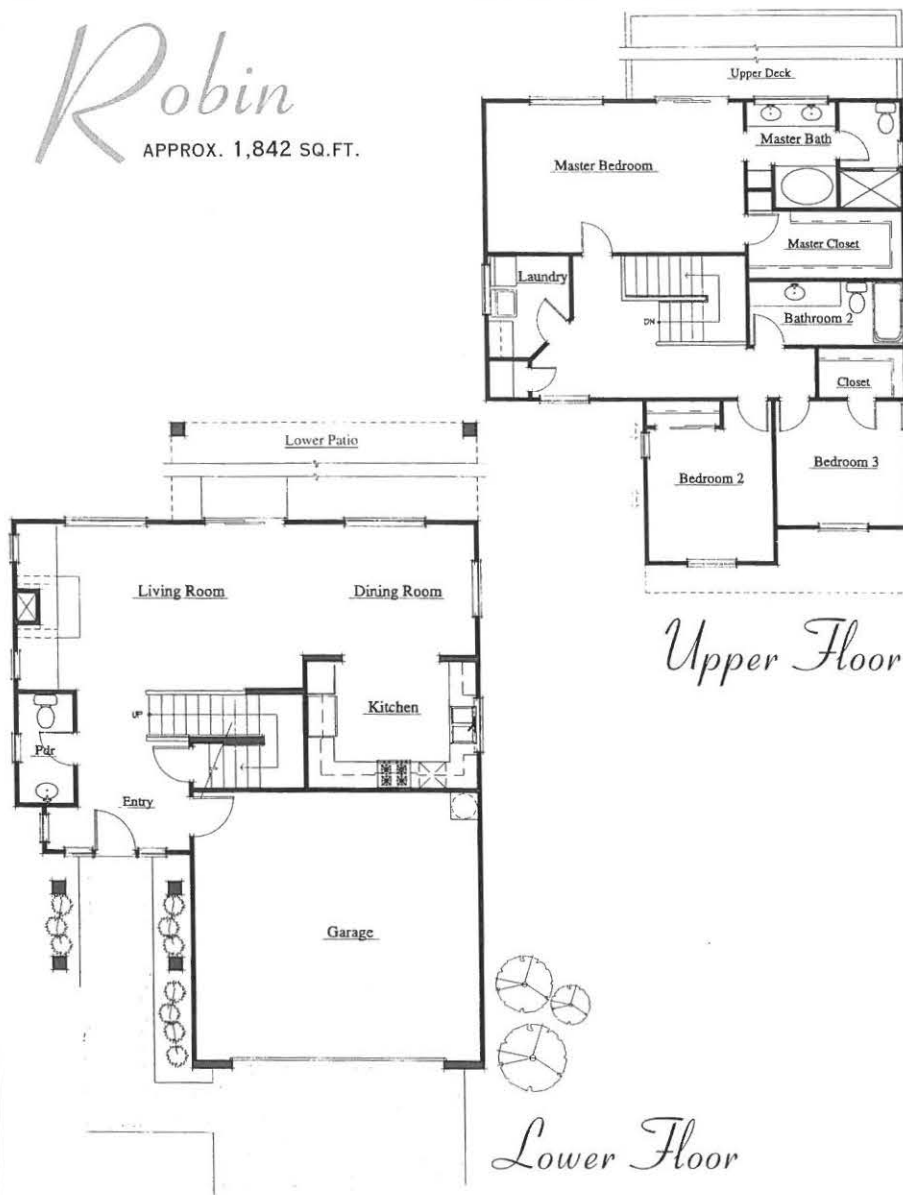 Robin
APPROX. 1,842 SQ.FT.
Upper Deck
Master Bath
Master Bedroom
Master Closet
Laundry
DN
Bathroom 2
Closet
Bedroom 2
Bedroom 3
Upper Floor
Lower Patio
Living Room
Dining Room
UP
Kitchen
Pdr
Entry
Garage
Lower Floor